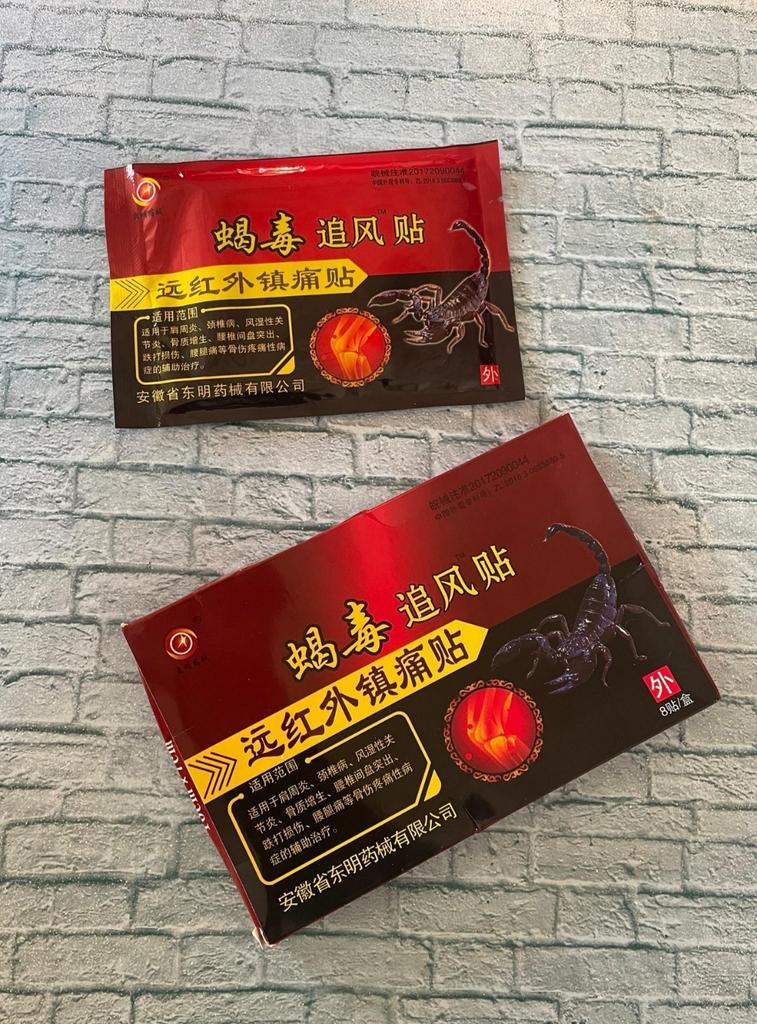 皖械注准20172090044
蝎毒 追风贴
TM
远红外镇痛贴
适用范围
适用于肩周炎、颈椎病、风湿性关
节炎、骨质增生、腰椎间盘突出、
跌打损伤、腰腿痛等骨伤疼痛性病
症的辅助治疗。
安徽省东明药械有限公司
外
皖械注准20172090044
蝎毒 追风贴
TM
远红外镇痛贴
适用范围
适用于肩周炎、颈椎病、风湿性关
节炎、骨质增生、腰椎间盘突出、
跌打损伤、腰腿痛等骨伤疼痛性病
症的辅助治疗。
安徽省东明药械有限公司
外
8贴/盒